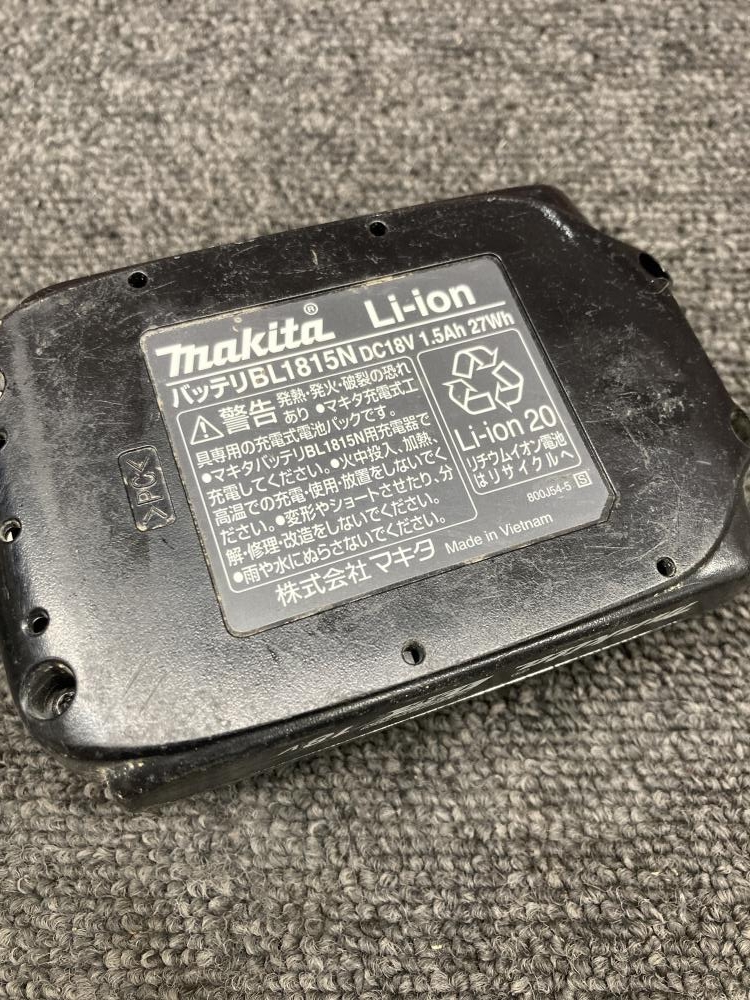 makita® Li-ion
バッテリBL1815N DC18V 1.5Ah 27Wh
警告 発熱・発火・破裂の恐れ
あり ●マキタ充電式工
具専用の充電式電池パックです。
●マキタバッテリBL1815N用充電器で
充電してください。●火中投入、加熱、
高温での充電・使用・放置をしないでく
ださい。●変形やショートさせたり、分
解・修理・改造をしないでください。
●雨や水にぬらさないでください。
株式会社 マキタ Made in Vietnam
Li-ion 20
リチウムイオン電池
はリサイクルへ
800J54-5 S
>PC<